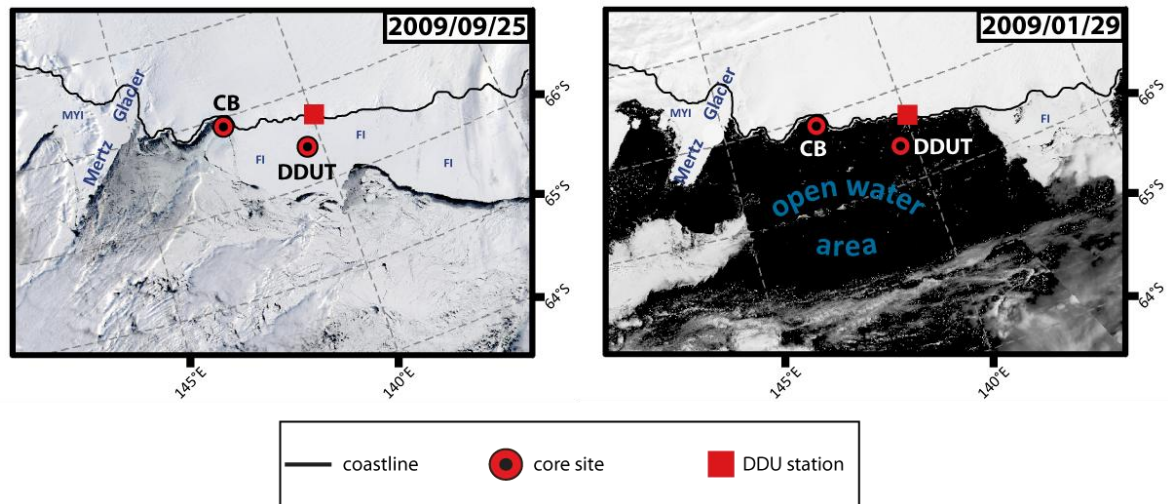 2009/09/25
CB
MYI
Glacier
Mertz
FI
DDUT
FI
FI
66°S
65°S
64°S
145°E
140°E
2009/01/29
MYI
Glacier
Mertz
CB
DDUT
FI
open water
area
66°S
65°S
64°S
145°E
140°E
coastline
core site
DDU station